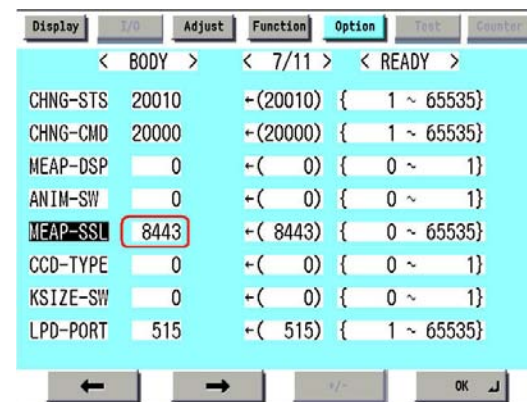 Display I/O Adjust Function Option Test Counter
< BODY > < 7/11 > < READY >
CHNG-STS 20010 ←(20010) { 1 ~ 65535}
CHNG-CMD 20000 ←(20000) { 1 ~ 65535}
MEAP-DSP 0 ←( 0) { 0 ~ 1}
ANIM-SW 0 ←( 0) { 0 ~ 1}
MEAP-SSL 8443 ←( 8443) { 0 ~ 65535}
CCD-TYPE 0 ←( 0) { 0 ~ 1}
KSIZE-SW 0 ←( 0) { 0 ~ 1}
LPD-PORT 515 ←( 515) { 1 ~ 65535}
← → +/- OK ↵